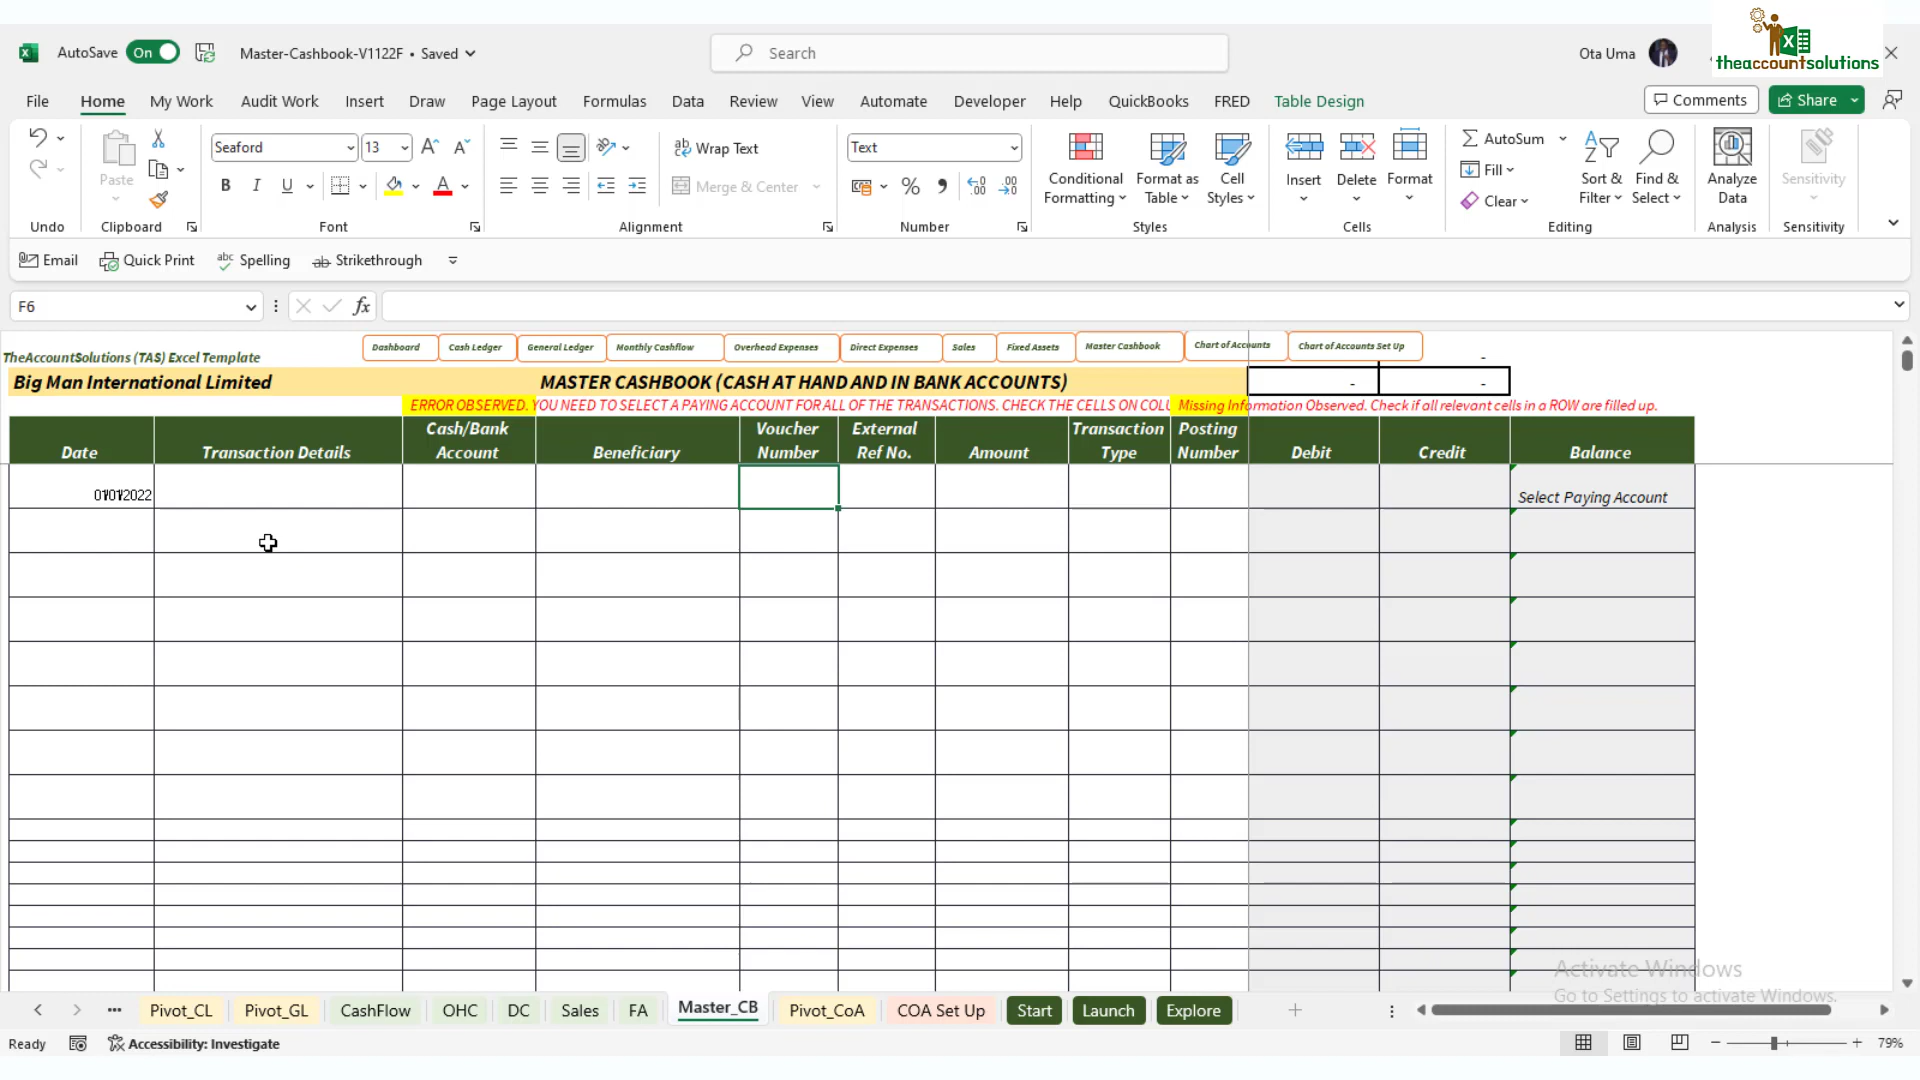 AutoSave On Master-Cashbook-V1122F • Saved Search Ota Uma
theaccountsolutions
File Home My Work Audit Work Insert Draw Page Layout Formulas Data Review View Automate Developer Help QuickBooks FRED Table Design Comments Share
Paste Seaford 13 Wrap Text Text AutoSum
B I U Merge & Center Fill
Conditional Formatting Format as Table Cell Styles Insert Delete Format Clear Sort & Filter Find & Select Analyze Data Sensitivity
Undo Clipboard Font Alignment Number Styles Cells Editing Analysis Sensitivity
Email Quick Print abc Spelling ab Strikethrough
F6 fx
Dashboard Cash Ledger General Ledger Monthly Cashflow Overhead Expenses Direct Expenses Sales Fixed Assets Master Cashbook Chart of Accounts Chart of Accounts Set Up
TheAccountSolutions (TAS) Excel Template -
Big Man International Limited MASTER CASHBOOK (CASH AT HAND AND IN BANK ACCOUNTS) - -
ERROR OBSERVED. YOU NEED TO SELECT A PAYING ACCOUNT FOR ALL OF THE TRANSACTIONS. CHECK THE CELLS ON COLU Missing Information Observed. Check if all relevant cells in a ROW are filled up.
Date Transaction Details Cash/Bank Account Beneficiary Voucher Number External Ref No. Amount Transaction Type Posting Number Debit Credit Balance
01/01/2022 Select Paying Account
Activate Windows
Go to Settings to activate Windows.
Pivot_CL Pivot_GL CashFlow OHC DC Sales FA Master_CB Pivot_CoA COA Set Up Start Launch Explore
Ready Accessibility: Investigate 79%